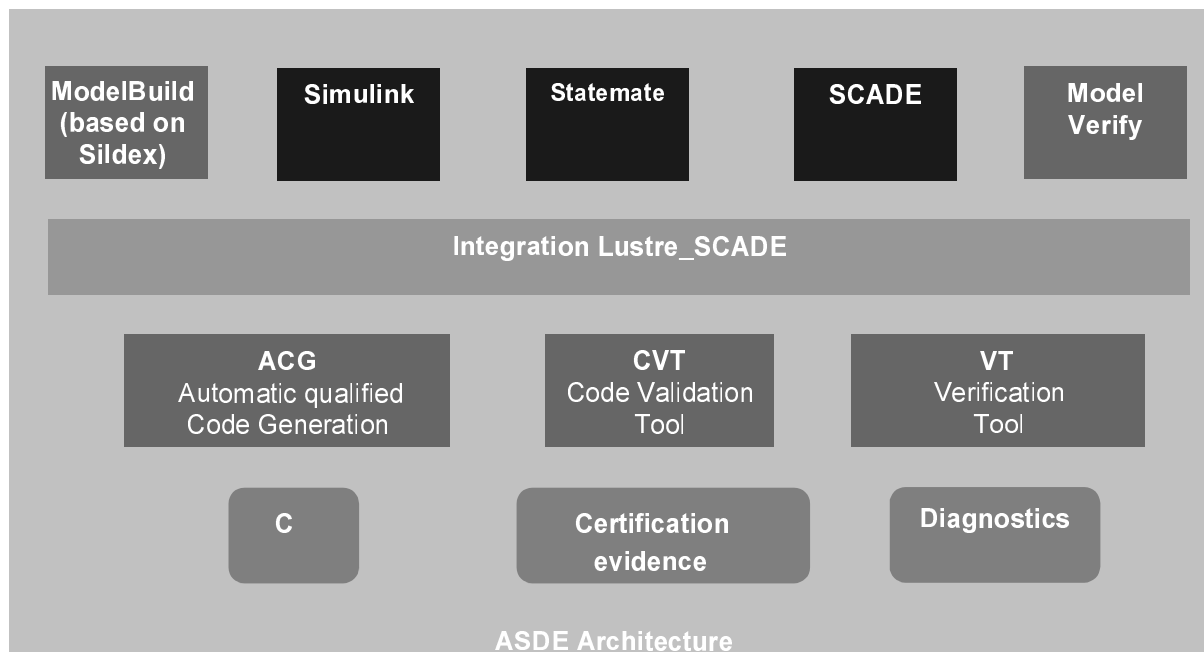 ModelBuild
(based on
Sildex)
Simulink
Statemate
SCADE
Model
Verify
Integration Lustre_SCADE
ACG
Automatic qualified
Code Generation
CVT
Code Validation
Tool
VT
Verification
Tool
C
Certification
evidence
Diagnostics
ASDE Architecture